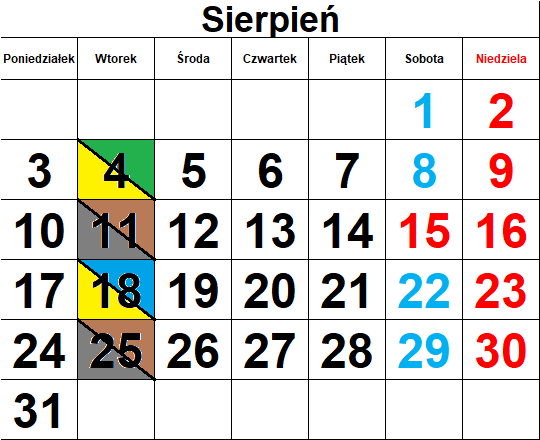 Sierpień
Poniedziałek Wtorek Środa Czwartek Piątek Sobota Niedziela
1 2
3 4 5 6 7 8 9
10 11 12 13 14 15 16
17 18 19 20 21 22 23
24 25 26 27 28 29 30
31